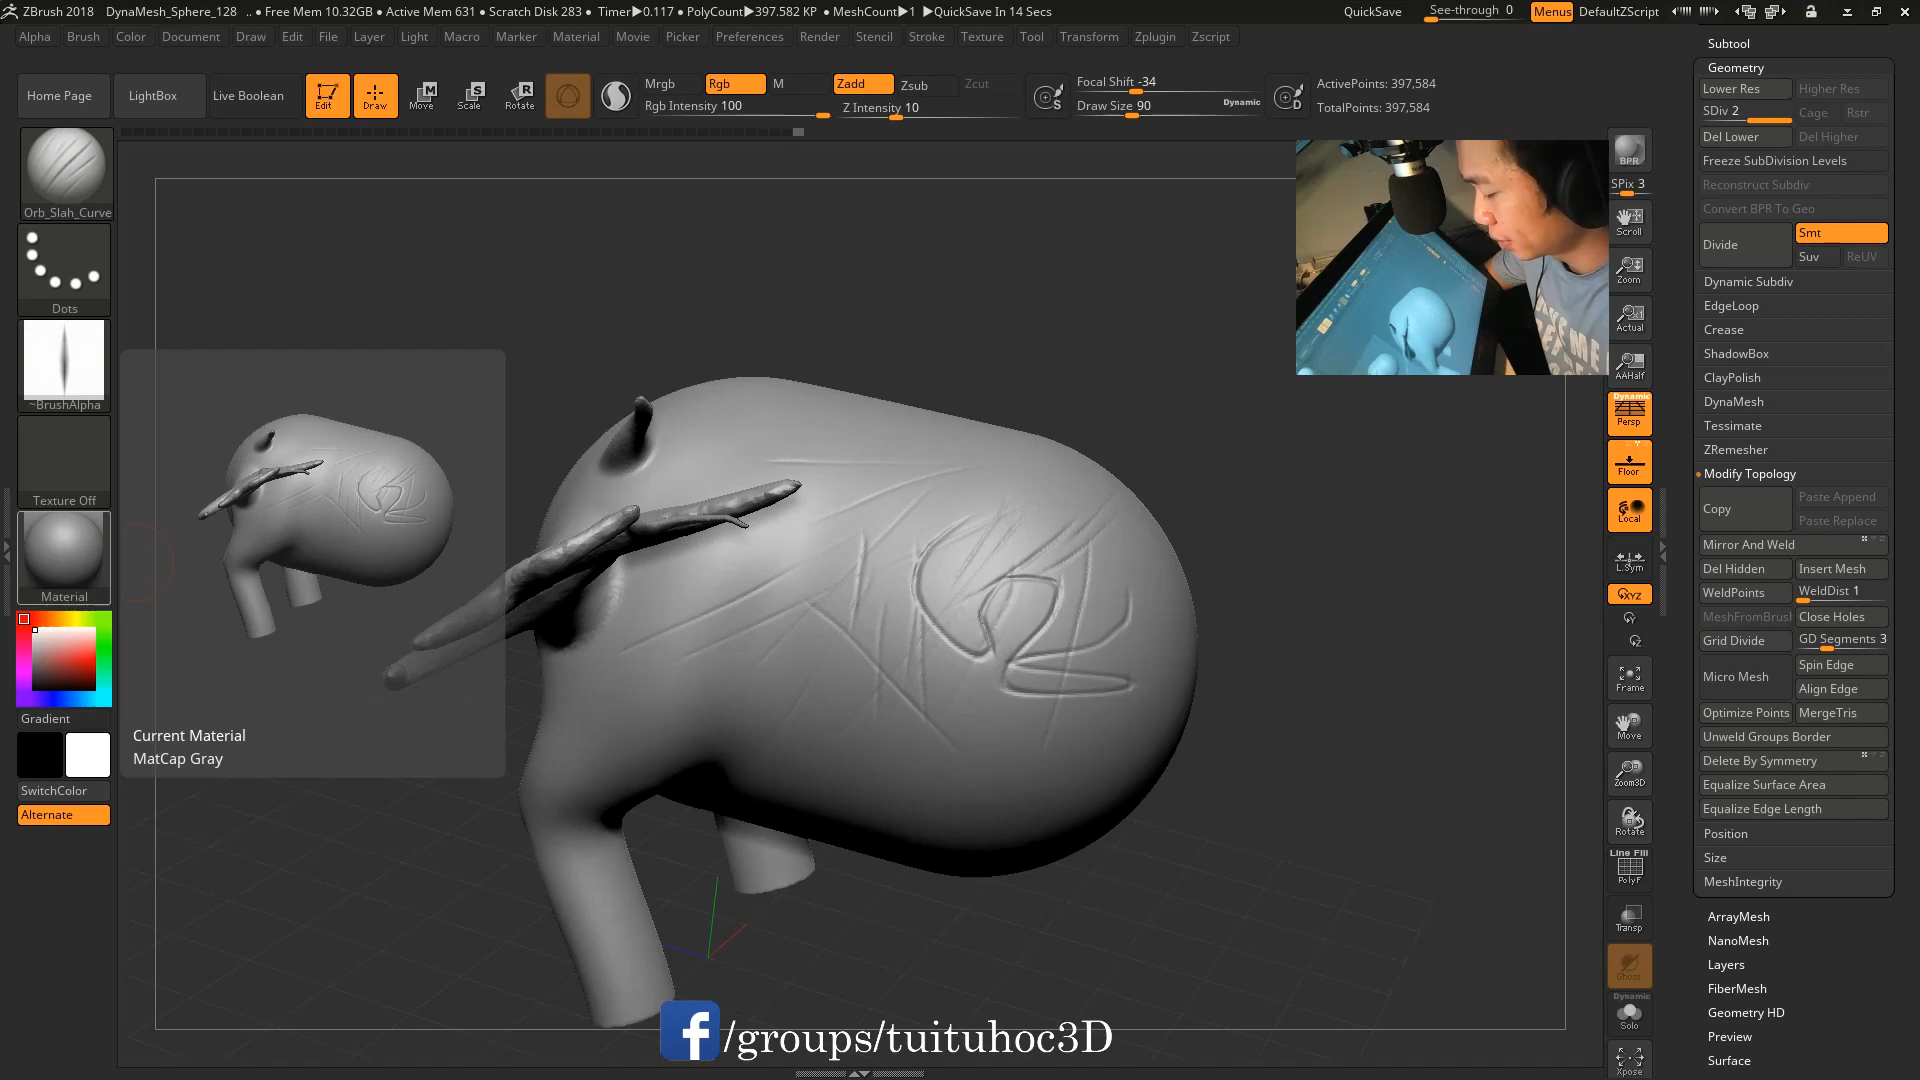 ZBrush 2018 DynaMesh_Sphere_128 .. • Free Mem 10.32GB • Active Mem 631 • Scratch Disk 283 • Timer▶0.117 • PolyCount▶397.582 KP • MeshCount▶1 ▶QuickSave In 14 Secs QuickSave See-through 0 Menus DefaultZScript
Alpha Brush Color Document Draw Edit File Layer Light Macro Marker Material Movie Picker Preferences Render Stencil Stroke Texture Tool Transform Zplugin Zscript
Home Page LightBox Live Boolean Edit Draw Move Scale Rotate
Mrgb Rgb M Zadd Zsub Zcut
Rgb Intensity 100 Z Intensity 10
Focal Shift -34
Draw Size 90 Dynamic
ActivePoints: 397,584
TotalPoints: 397,584
Orb_Slah_Curve
Dots
~BrushAlpha
Texture Off
Material
Gradient
SwitchColor
Alternate
Current Material
MatCap Gray
/groups/tuituhoc3D
BPR
SPix 3
Scroll
Zoom
Actual
AAHalf
Dynamic
Persp
Floor
Local
L.Sym
XYZ
Frame
Move
Zoom3D
Rotate
Line Fill
PolyF
Transp
Ghost
Dynamic
Solo
Xpose
Subtool
Geometry
Lower Res Higher Res
SDiv 2 Cage Rstr
Del Lower Del Higher
Freeze SubDivision Levels
Reconstruct Subdiv
Convert BPR To Geo
Divide Smt
Suv ReUV
Dynamic Subdiv
EdgeLoop
Crease
ShadowBox
ClayPolish
DynaMesh
Tessimate
ZRemesher
Modify Topology
Copy Paste Append
Paste Replace
Mirror And Weld
Del Hidden Insert Mesh
WeldPoints WeldDist 1
MeshFromBrus Close Holes
Grid Divide GD Segments 3
Micro Mesh Spin Edge
Align Edge
Optimize Points MergeTris
Unweld Groups Border
Delete By Symmetry
Equalize Surface Area
Equalize Edge Length
Position
Size
MeshIntegrity
ArrayMesh
NanoMesh
Layers
FiberMesh
Geometry HD
Preview
Surface